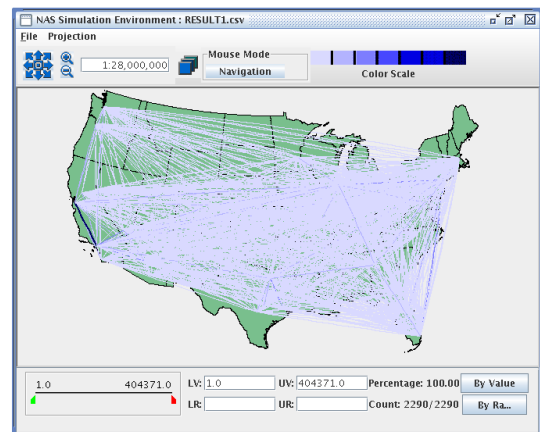 NAS Simulation Environment : RESULT1.csv
File Projection
1:28,000,000
Mouse Mode
Navigation
Color Scale
1.0 404371.0 LV: 1.0 UV: 404371.0 Percentage: 100.00 By Value
LR: UR: Count: 2290/2290 By Ra...